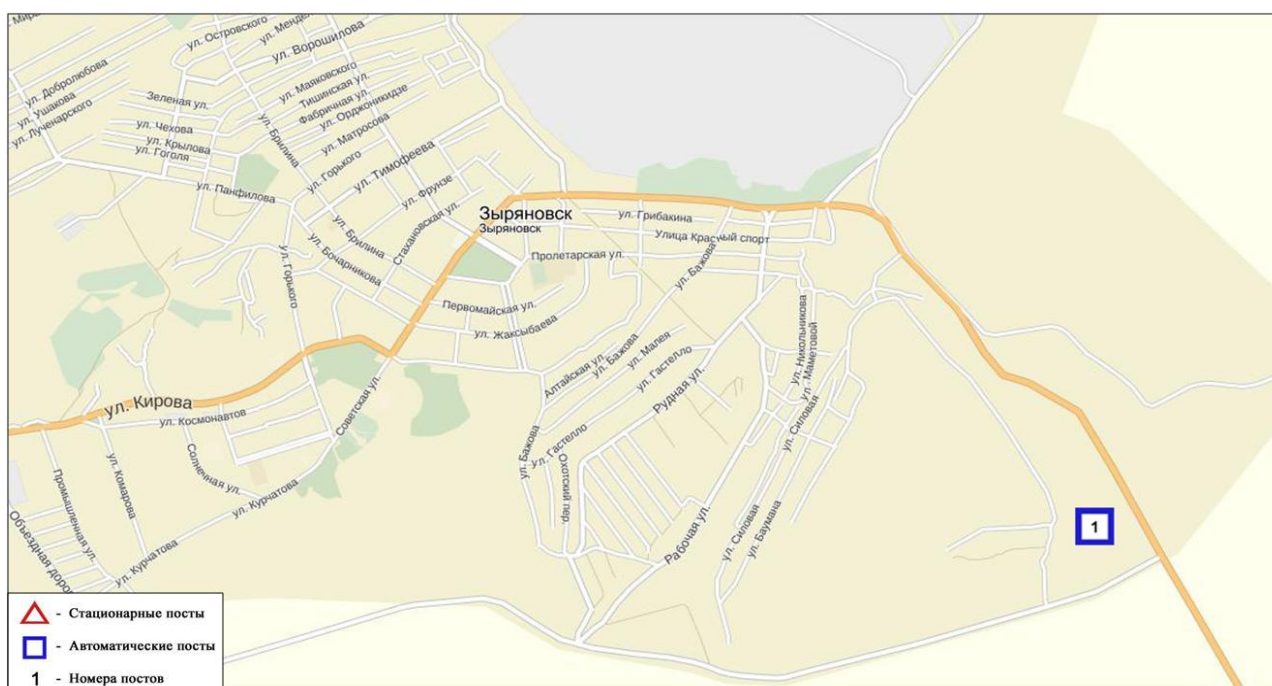 ул. Островского
ул. Ворошилова
ул. Добролюбова
ул. Ушакова
ул. Маяковского
Тишинская ул.
Фабричная ул.
ул. Орджоникидзе
Зеленая ул.
ул. Чехова
ул. Крылова
ул. Гоголя
ул. Брилина
ул. Матросова
ул. Горького
ул. Тимофеева
ул. Панфилова
ул. Фрунзе
Стахановская ул.
Зыряновск
Зыряновск
ул. Грибакина
Улица Красный спорт
Пролетарская ул.
ул. Бажова
ул. Брилина
ул. Бочарникова
ул. Горького
Первомайская ул.
ул. Жаксыбаева
ул. Никольникова
ул. Маметовой
Алтайская ул.
ул. Бажова
ул. Малея
ул. Гастелло
Рудная ул.
ул. Силовая
ул. Кирова
ул. Космонавтов
Советская ул.
ул. Бажова
ул. Гастелло
Охотский пер.
Солнечная ул.
ул. Комарова
Промышленная ул.
ул. Курчатова
ул. Курчатова
Рабочая ул.
ул. Силовая
ул. Баумана
1
- Стационарные посты
- Автоматические посты
1 - Номера постов